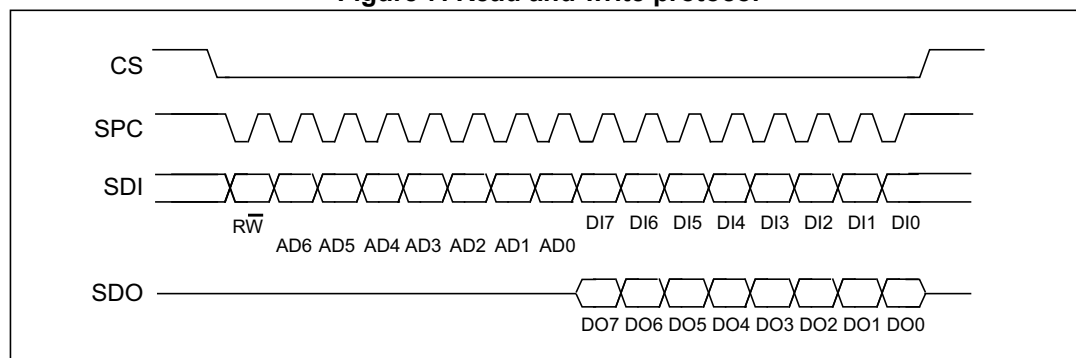 Figure 7. Read and write protocol
CS
SPC
SDI
RW̅
DI7 DI6 DI5 DI4 DI3 DI2 DI1 DI0
AD6 AD5 AD4 AD3 AD2 AD1 AD0
SDO
DO7 DO6 DO5 DO4 DO3 DO2 DO1 DO0